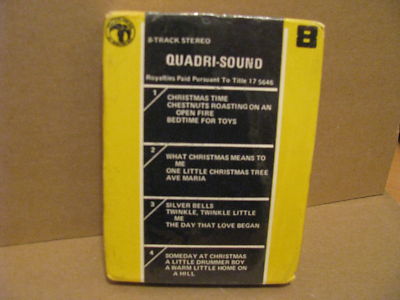 8-TRACK STEREO
8
QUADRI-SOUND
Royalties Paid Pursuant To Title 17 5646
1
CHRISTMAS TIME
CHESTNUTS ROASTING ON AN
OPEN FIRE
BEDTIME FOR TOYS
2
WHAT CHRISTMAS MEANS TO
ME
ONE LITTLE CHRISTMAS TREE
AVE MARIA
3
SILVER BELLS
TWINKLE, TWINKLE LITTLE
ME
THE DAY THAT LOVE BEGAN
4
SOMEDAY AT CHRISTMAS
A LITTLE DRUMMER BOY
A WARM LITTLE HOME ON
A HILL